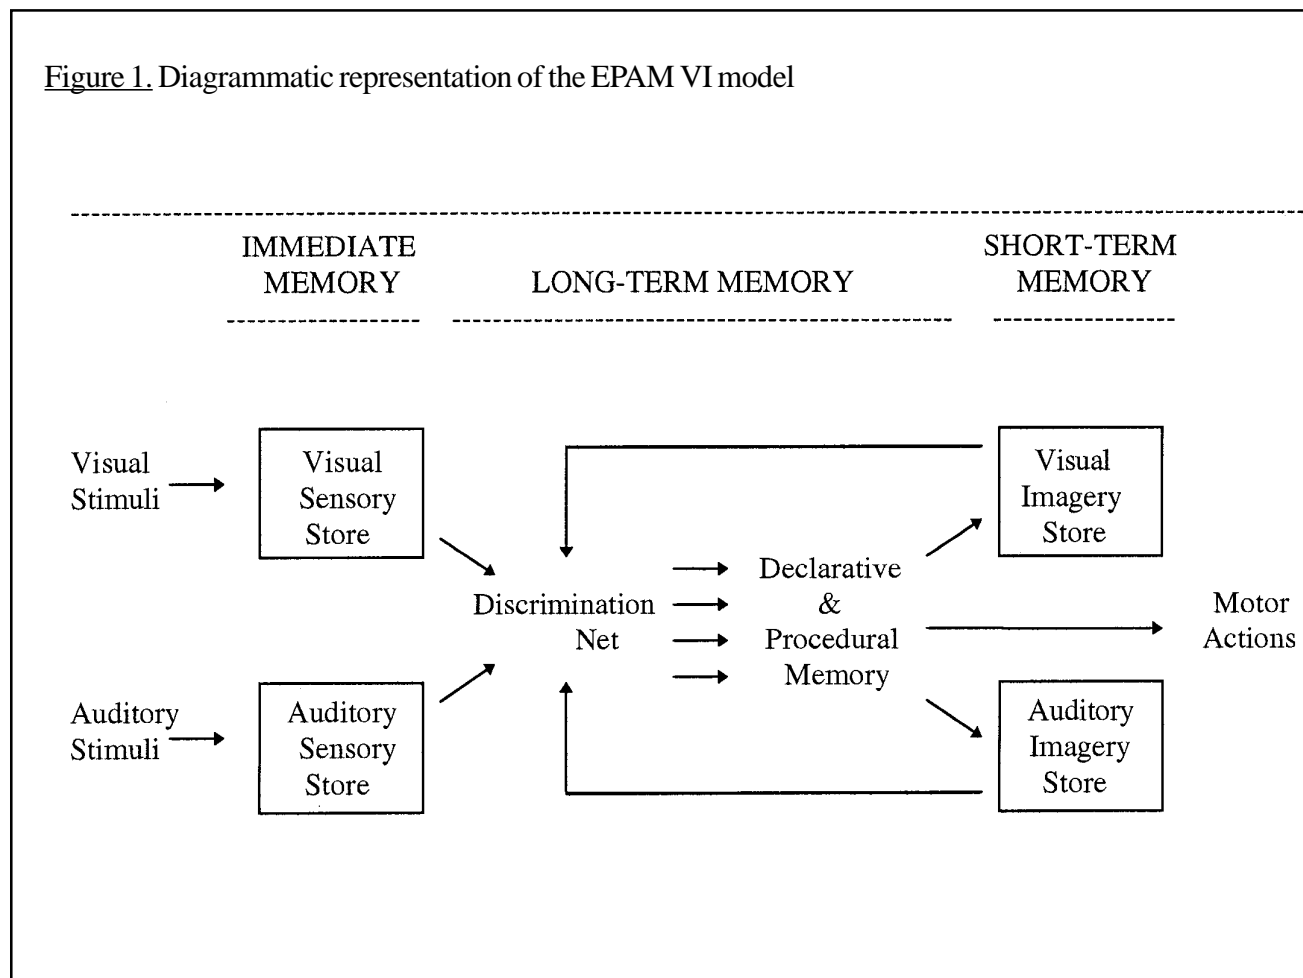 Figure 1. Diagrammatic representation of the EPAM VI model
IMMEDIATE
MEMORY
LONG-TERM MEMORY
SHORT-TERM
MEMORY
Visual
Stimuli
Visual
Sensory
Store
Visual
Imagery
Store
Discrimination
Net
Declarative
&
Procedural
Memory
Motor
Actions
Auditory
Stimuli
Auditory
Sensory
Store
Auditory
Imagery
Store